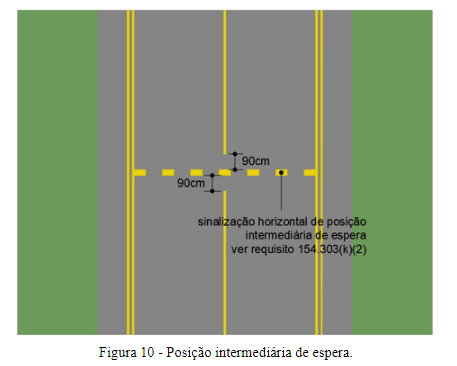 90cm
90cm
sinalização horizontal de posição
intermediária de espera
ver requisito 154.303(k)(2)
Figura 10 - Posição intermediária de espera.